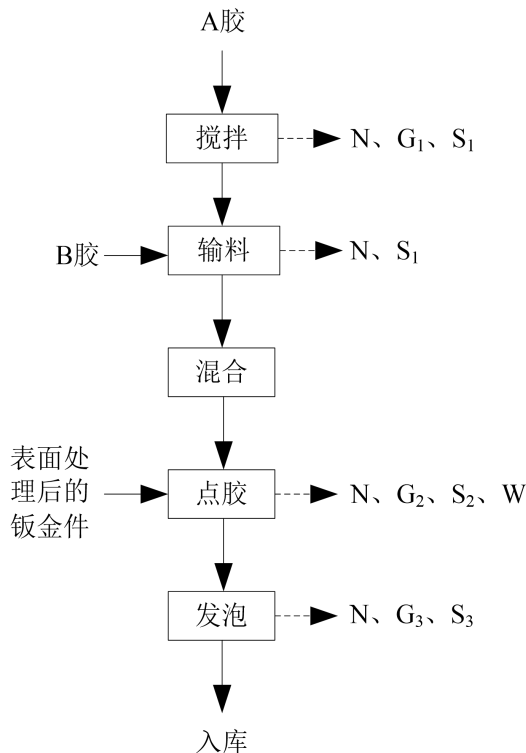 A胶
搅拌
N、G₁、S₁
B胶
输料
N、S₁
混合
表面处
理后的
钣金件
点胶
N、G₂、S₂、W
发泡
N、G₃、S₃
入库